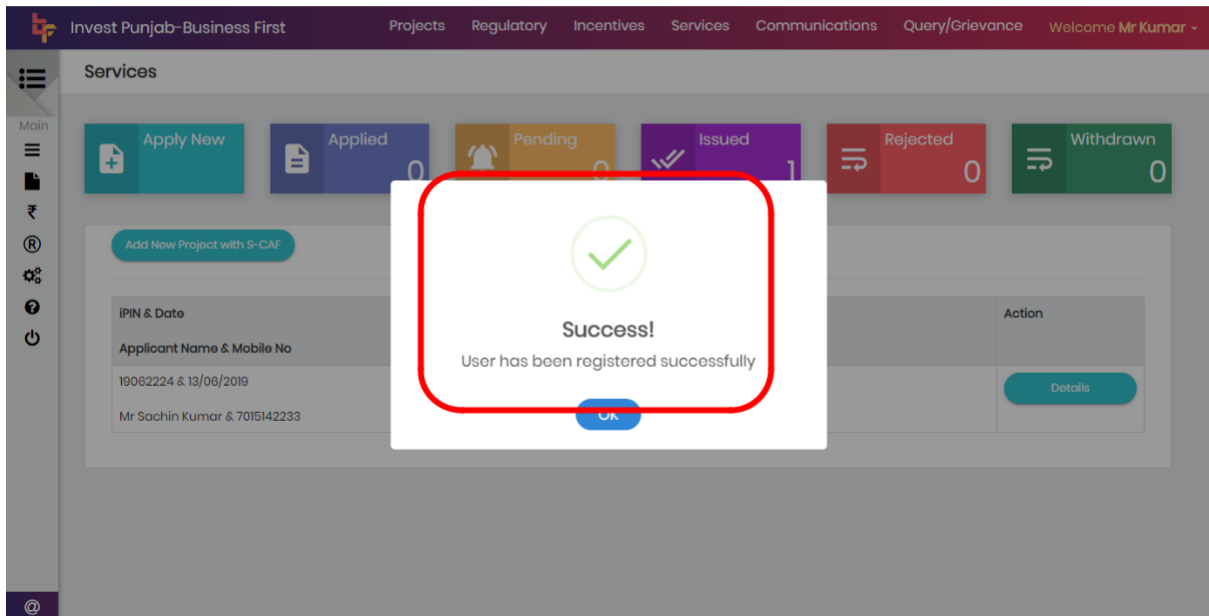 Invest Punjab-Business First
Projects Regulatory Incentives Services Communications Query/Grievance Welcome Mr Kumar
Services
Main
Apply New
Applied
0
Pending
0
Issued
1
Rejected
0
Withdrawn
0
Add New Project with S-CAF
iPIN & Date
Applicant Name & Mobile No
Action
19062224 & 13/06/2019
Mr Sachin Kumar & 7015142233
Details
Success!
User has been registered successfully
OK
@